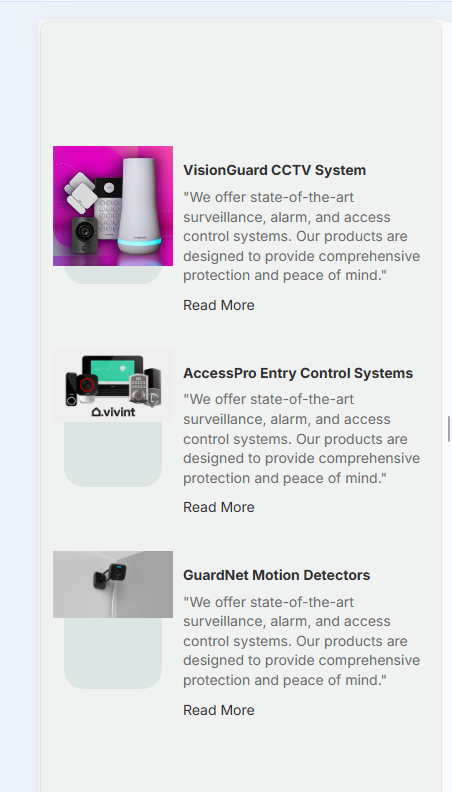 VisionGuard CCTV System
"We offer state-of-the-art
surveillance, alarm, and access
control systems. Our products are
designed to provide comprehensive
protection and peace of mind."
Read More
AccessPro Entry Control Systems
"We offer state-of-the-art
surveillance, alarm, and access
control systems. Our products are
designed to provide comprehensive
protection and peace of mind."
Read More
vivint
GuardNet Motion Detectors
"We offer state-of-the-art
surveillance, alarm, and access
control systems. Our products are
designed to provide comprehensive
protection and peace of mind."
Read More